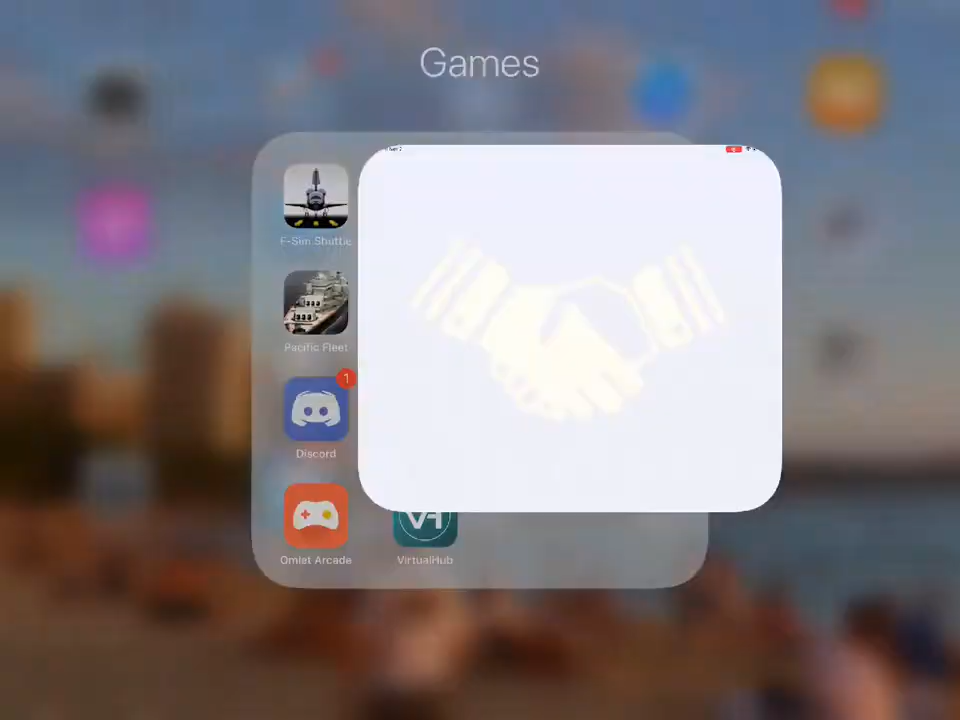 Games
F-Sim Shuttle
Pacific Fleet
1
Discord
Omlet Arcade
VirtualHub